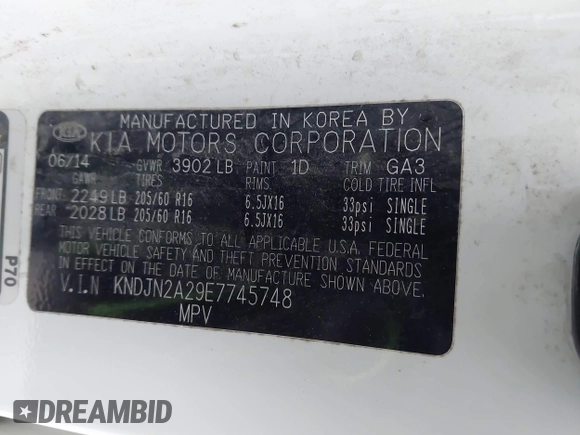 MANUFACTURED IN KOREA BY
KIA KIA MOTORS CORPORATION
06/14 GVWR 3902 LB PAINT 1D TRIM GA3
GAWR TIRES RIMS COLD TIRE INFL
FRONT 2249 LB 205/60 R16 6.5JX16 33psi SINGLE
REAR 2028 LB 205/60 R16 6.5JX16 33psi SINGLE
THIS VEHICLE CONFORMS TO ALL APPLICABLE U.S.A. FEDERAL
MOTOR VEHICLE SAFETY AND THEFT PREVENTION STANDARDS
IN EFFECT ON THE DATE OF MANUFACTURE SHOWN ABOVE.
V.I.N KNDJN2A29E7745748
MPV
P70
DREAMBID